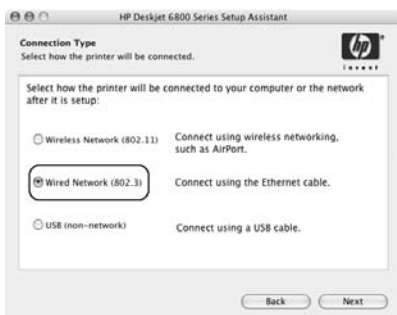 HP Deskjet 6800 Series Setup Assistant
Connection Type
Select how the printer will be connected.
hp
invent
Select how the printer will be connected to your computer or the network
after it is setup:
Wireless Network (802.11)
Connect using wireless networking,
such as AirPort.
Wired Network (802.3)
Connect using the Ethernet cable.
USB (non-network)
Connect using a USB cable.
Back
Next